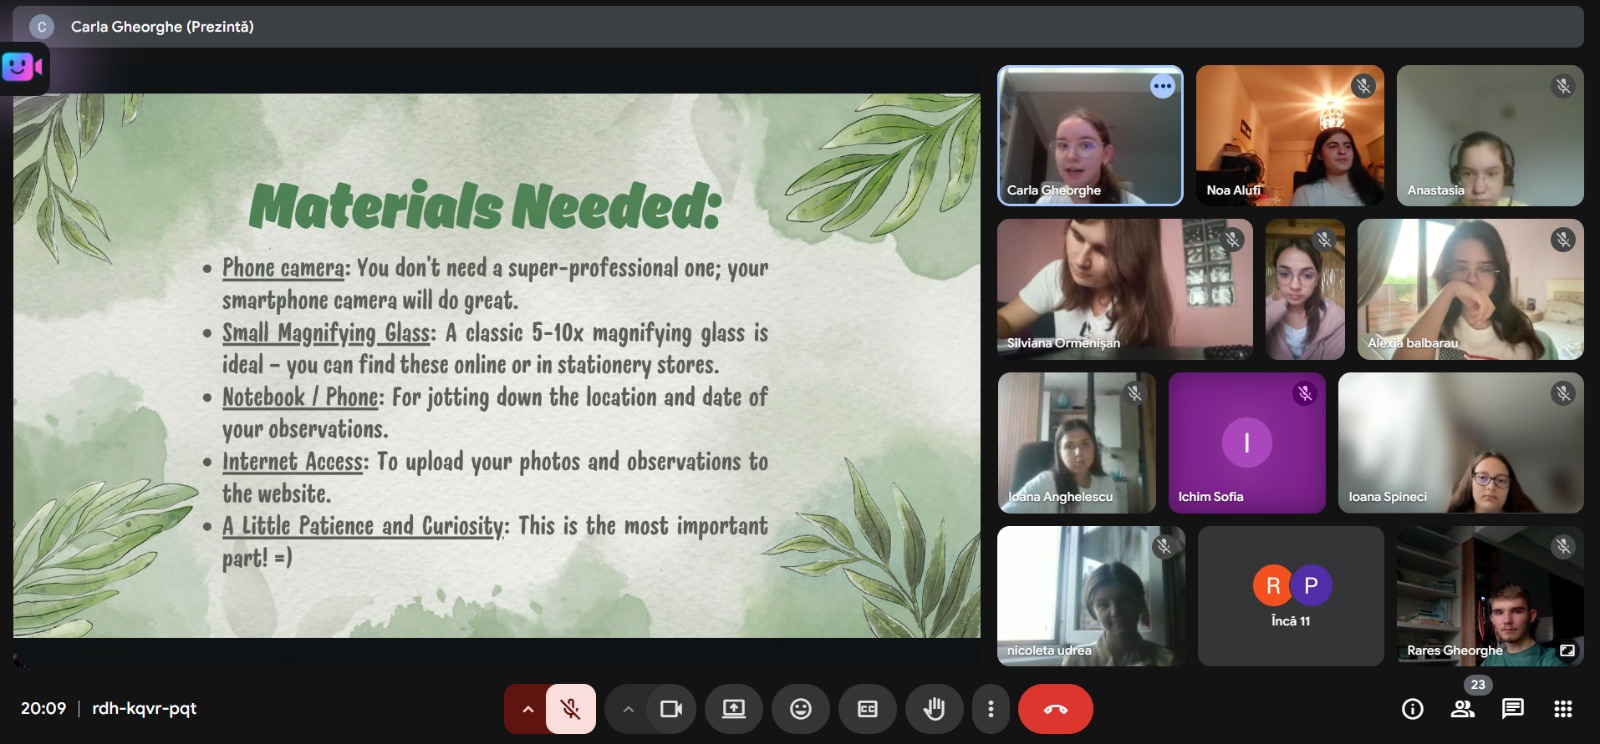 C
Carla Gheorghe (Prezintă)
Materials Needed:
• Phone camera: You don't need a super-professional one; your
smartphone camera will do great.
• Small Magnifying Glass: A classic 5-10x magnifying glass is
ideal – you can find these online or in stationery stores.
• Notebook / Phone: For jotting down the location and date of
your observations.
• Internet Access: To upload your photos and observations to
the website.
• A Little Patience and Curiosity: This is the most important
part! =)
Carla Gheorghe
Noa Alufi
Anastasia
Silviana Ormenișan
Alexia balbarau
Ioana Anghelescu
I
Ichim Sofia
Ioana Spineci
nicoleta udrea
R P
Încă 11
Rares Gheorghe
20:09 | rdh-kqvr-pqt
CC
23